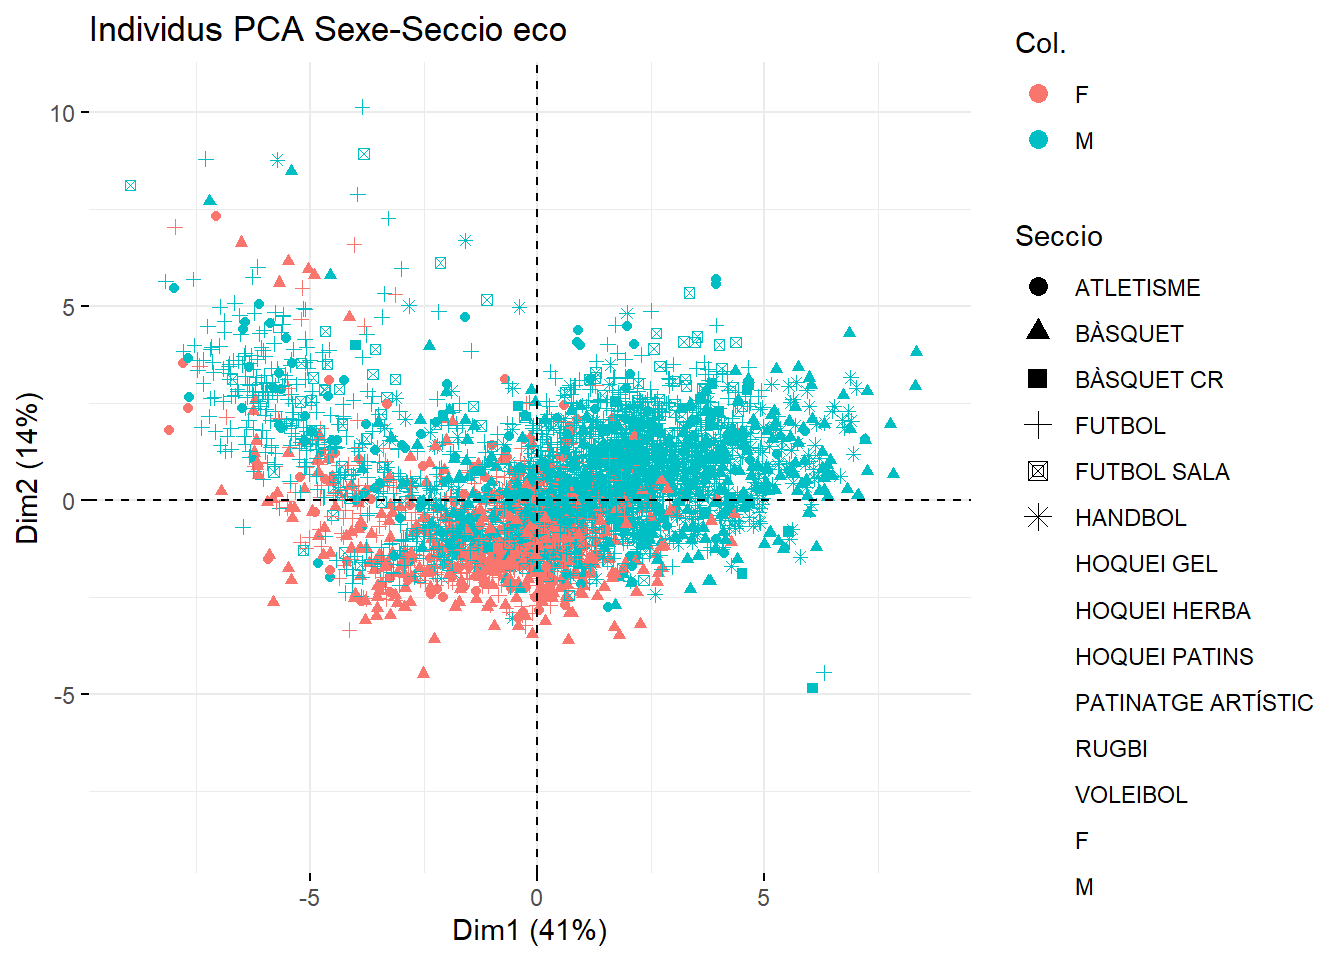 Individus PCA Sexe-Seccio eco
Col.
F
M
Seccio
ATLETISME
BÀSQUET
BÀSQUET CR
FUTBOL
FUTBOL SALA
HANDBOL
HOQUEI GEL
HOQUEI HERBA
HOQUEI PATINS
PATINATGE ARTÍSTIC
RUGBI
VOLEIBOL
F
M
Dim2 (14%)
10
5
0
-5
-5
0
5
Dim1 (41%)